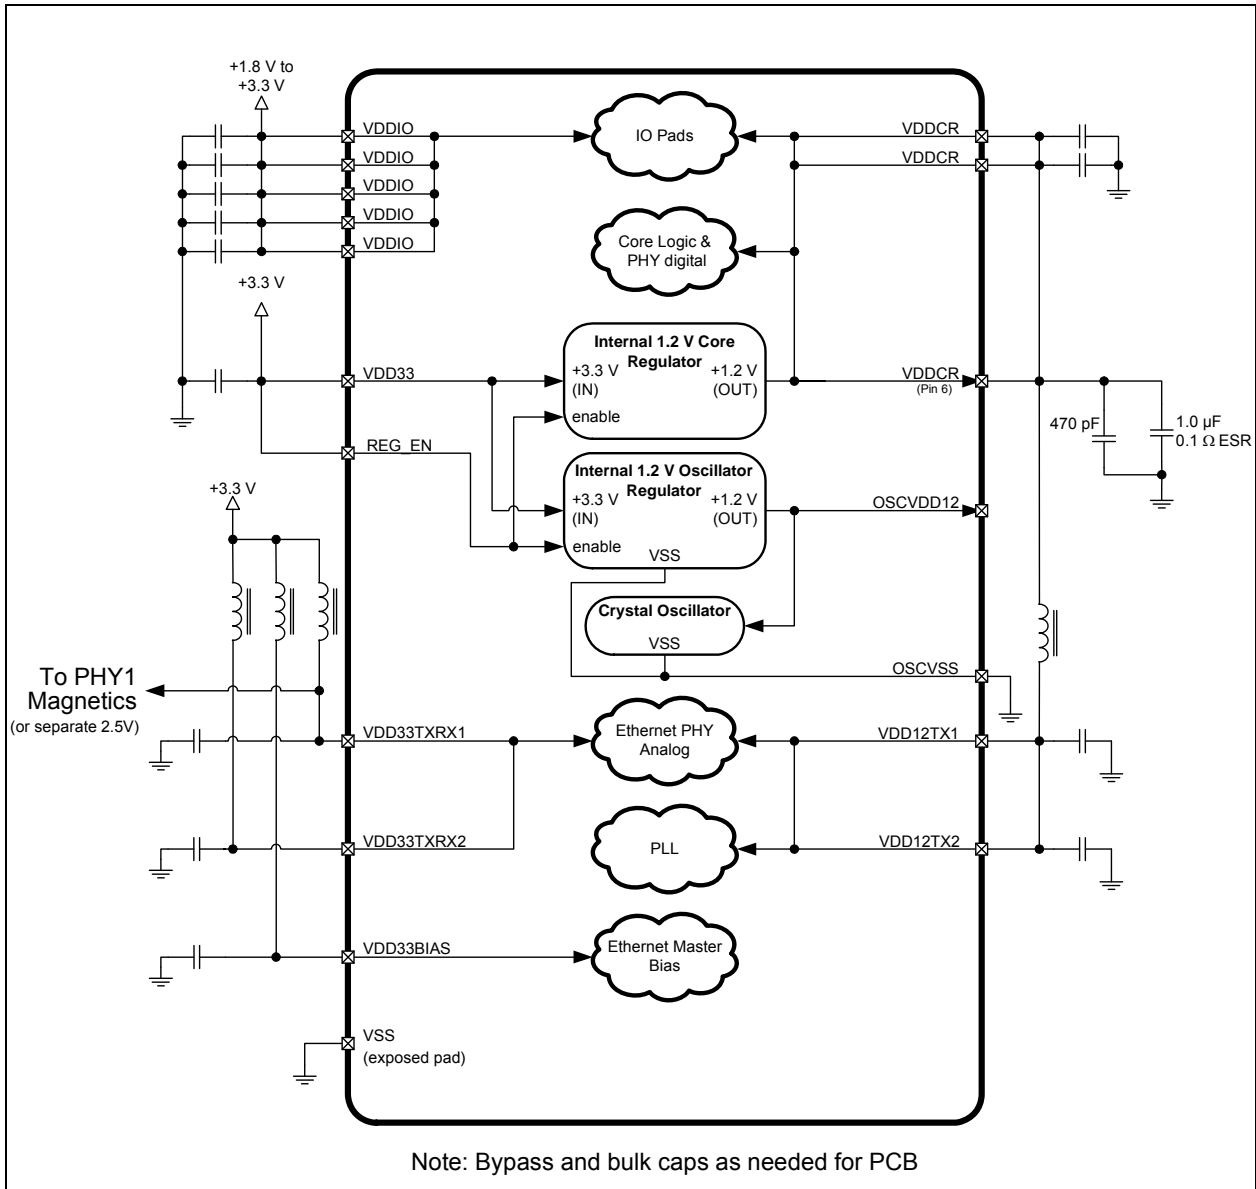 +1.8 V to
+3.3 V
VDDIO
VDDIO
VDDIO
VDDIO
VDDIO
IO Pads
VDDCR
VDDCR
Core Logic &
PHY digital
+3.3 V
VDD33
Internal 1.2 V Core
Regulator
+3.3 V
(IN)
+1.2 V
(OUT)
enable
VDDCR
(Pin 6)
470 pF
1.0 µF
0.1 Ω ESR
REG_EN
Internal 1.2 V Oscillator
Regulator
+3.3 V
(IN)
+1.2 V
(OUT)
enable
VSS
OSCVDD12
+3.3 V
Crystal Oscillator
VSS
OSCVSS
To PHY1
Magnetics
(or separate 2.5V)
VDD33TXRX1
Ethernet PHY
Analog
VDD12TX1
VDD33TXRX2
PLL
VDD12TX2
VDD33BIAS
Ethernet Master
Bias
VSS
(exposed pad)
Note: Bypass and bulk caps as needed for PCB